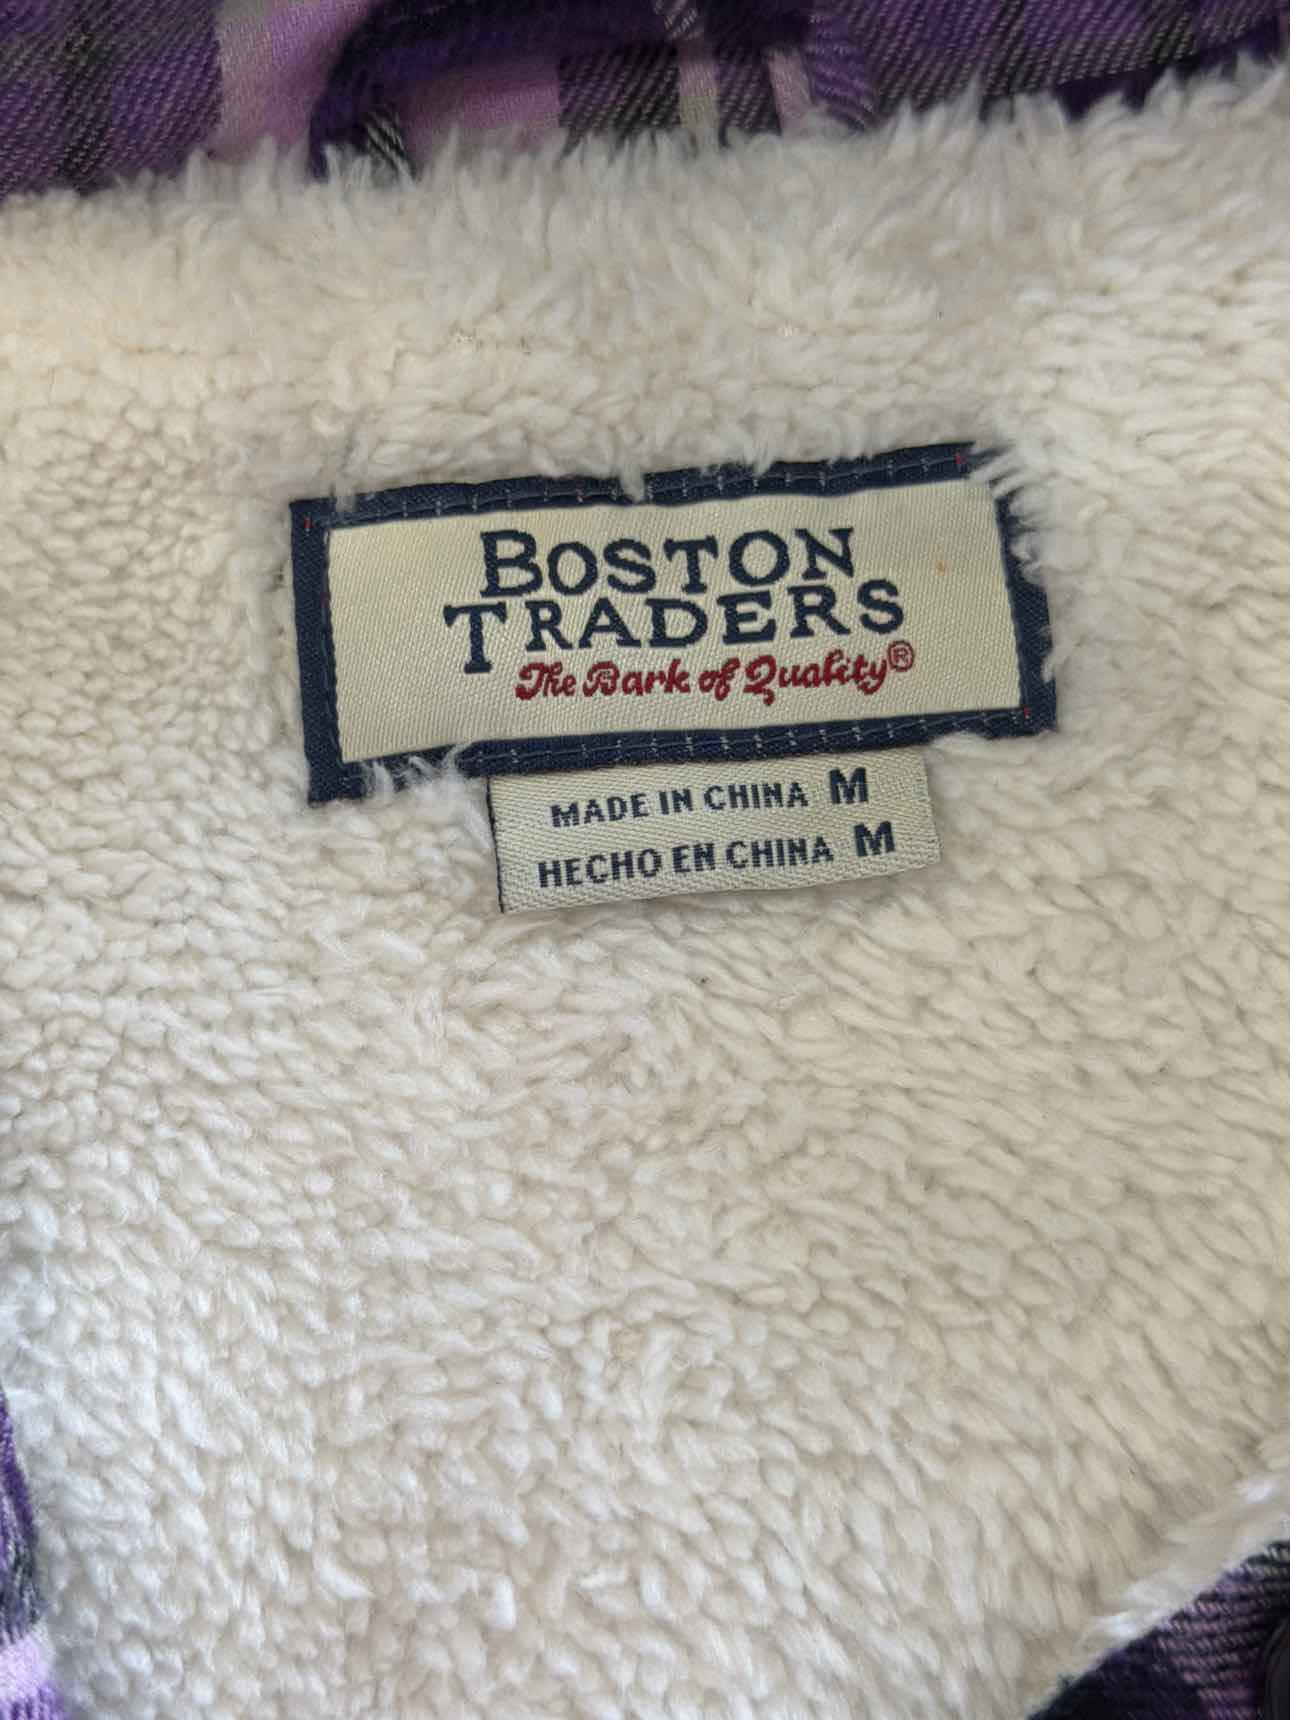 BOSTON
TRADERS
The Bark of Quality®
MADE IN CHINA M
HECHO EN CHINA M